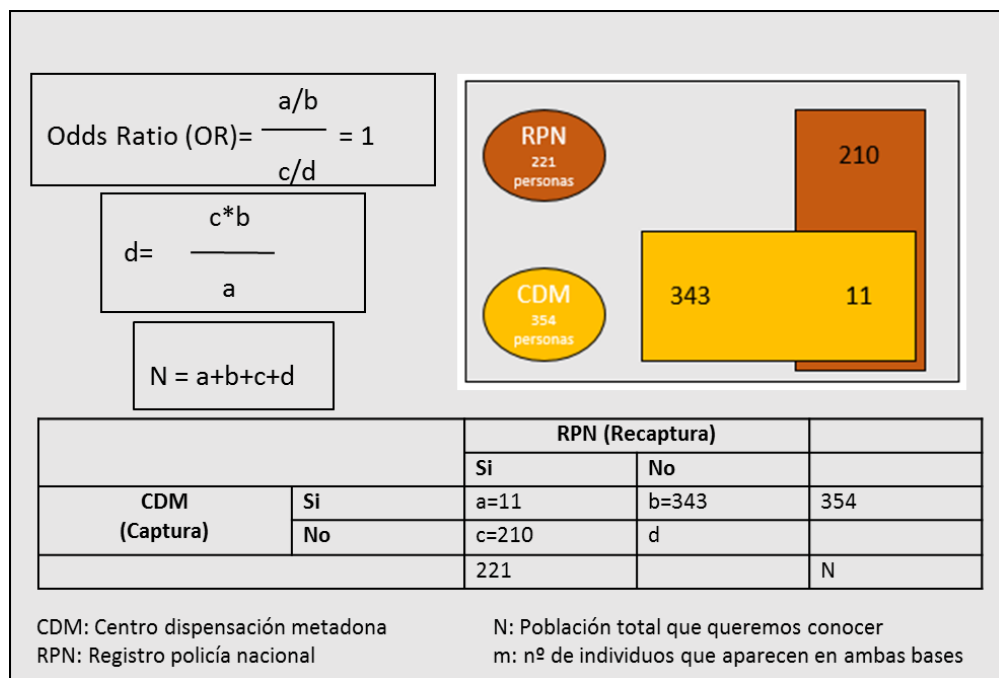 a/b
Odds Ratio (OR)= = 1
c/d
c*b
d=
a
N = a+b+c+d
RPN
221
personas
210
CDM
354
personas
343
11
RPN (Recaptura)
Si No
CDM Si a=11 b=343 354
(Captura) No c=210 d
221 N
CDM: Centro dispensación metadona
RPN: Registro policía nacional
N: Población total que queremos conocer
m: nº de individuos que aparecen en ambas bases